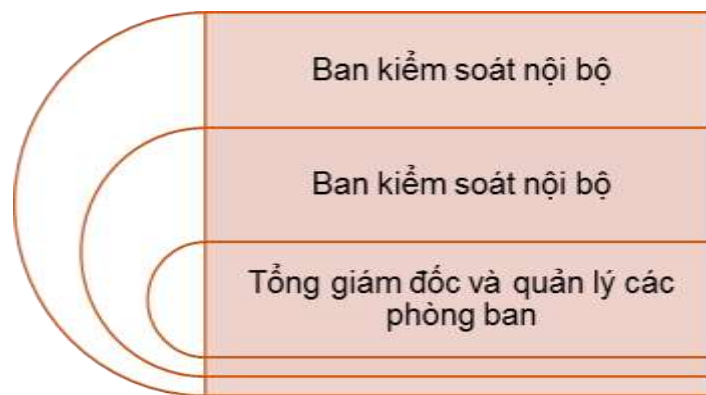 Ban kiểm soát nội bộ
Ban kiểm soát nội bộ
Tổng giám đốc và quản lý các
phòng ban